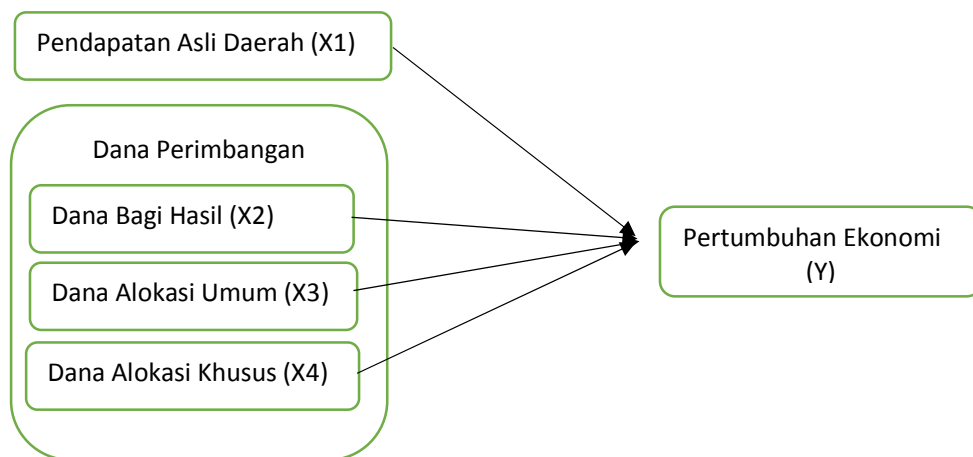 Pendapatan Asli Daerah (X1)
Dana Perimbangan
Dana Bagi Hasil (X2)
Dana Alokasi Umum (X3)
Dana Alokasi Khusus (X4)
Pertumbuhan Ekonomi
(Y)